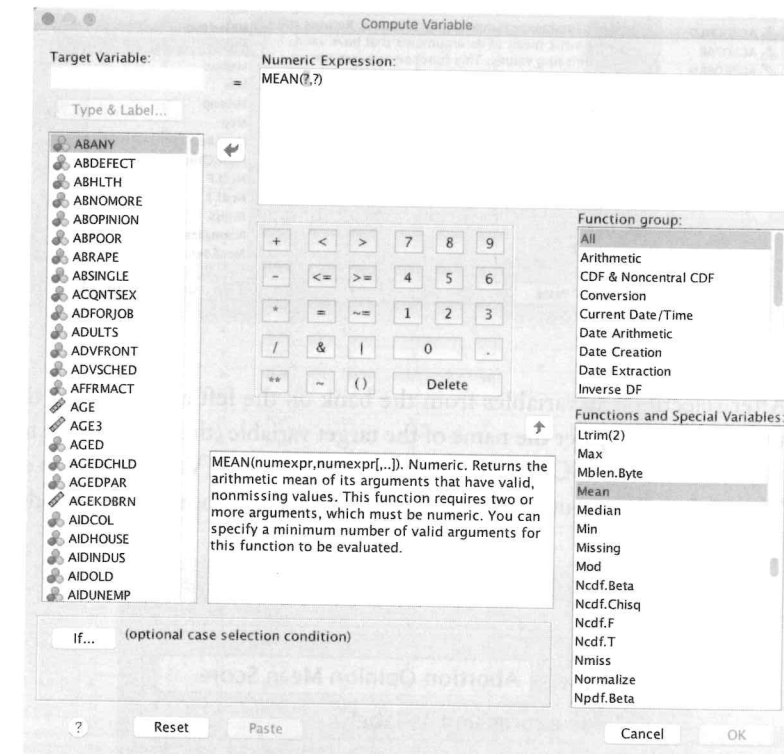 Compute Variable
Target Variable:
Numeric Expression:
=
MEAN(?,?)
Type & Label...
ABANY
ABDEFECT
ABHLTH
ABNOMORE
ABOPINION
ABPOOR
ABRAPE
ABSINGLE
ACQNTSEX
ADFORJOB
ADULTS
ADVFRONT
ADVSCHED
AFFRMACT
AGE
AGE3
AGED
AGEDCHLD
AGEDPAR
AGEKDBRN
AIDCOL
AIDHOUSE
AIDINDUS
AIDOLD
AIDUNEMP
+ < > 7 8 9
- <= >= 4 5 6
* = ~= 1 2 3
/ & | 0 .
** ~ () Delete
Function group:
All
Arithmetic
CDF & Noncentral CDF
Conversion
Current Date/Time
Date Arithmetic
Date Creation
Date Extraction
Inverse DF
Functions and Special Variables:
Ltrim(2)
Max
Mblen.Byte
Mean
Median
Min
Missing
Mod
Ncdf.Beta
Ncdf.Chisq
Ncdf.F
Ncdf.T
Nmiss
Normalize
Npdf.Beta
MEAN(numexpr,numexpr[,..]). Numeric. Returns the
arithmetic mean of its arguments that have valid,
nonmissing values. This function requires two or
more arguments, which must be numeric. You can
specify a minimum number of valid arguments for
this function to be evaluated.
If... (optional case selection condition)
? Reset Paste Cancel OK